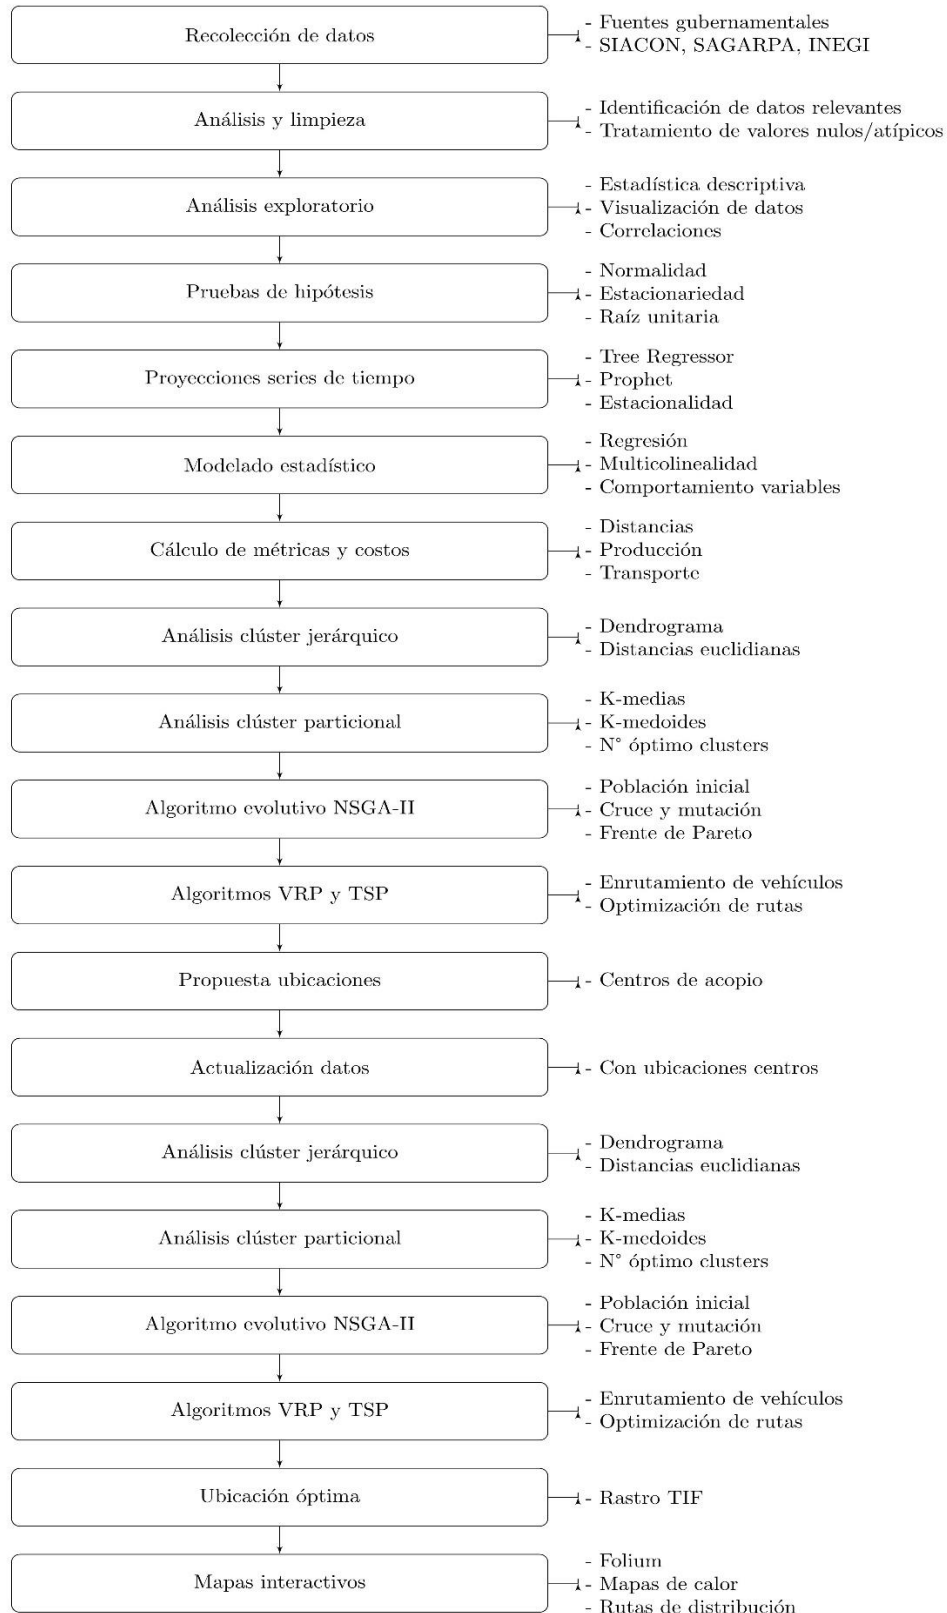 Recolección de datos
- Fuentes gubernamentales
- SIACON, SAGARPA, INEGI
Análisis y limpieza
- Identificación de datos relevantes
- Tratamiento de valores nulos/atípicos
Análisis exploratorio
- Estadística descriptiva
- Visualización de datos
- Correlaciones
Pruebas de hipótesis
- Normalidad
- Estacionariedad
- Raíz unitaria
Proyecciones series de tiempo
- Tree Regressor
- Prophet
- Estacionalidad
Modelado estadístico
- Regresión
- Multicolinealidad
- Comportamiento variables
Cálculo de métricas y costos
- Distancias
- Producción
- Transporte
Análisis clúster jerárquico
- Dendrograma
- Distancias euclidianas
Análisis clúster particional
- K-medias
- K-medoides
- N° óptimo clusters
Algoritmo evolutivo NSGA-II
- Población inicial
- Cruce y mutación
- Frente de Pareto
Algoritmos VRP y TSP
- Enrutamiento de vehículos
- Optimización de rutas
Propuesta ubicaciones
- Centros de acopio
Actualización datos
- Con ubicaciones centros
Análisis clúster jerárquico
- Dendrograma
- Distancias euclidianas
Análisis clúster particional
- K-medias
- K-medoides
- N° óptimo clusters
Algoritmo evolutivo NSGA-II
- Población inicial
- Cruce y mutación
- Frente de Pareto
Algoritmos VRP y TSP
- Enrutamiento de vehículos
- Optimización de rutas
Ubicación óptima
- Rastro TIF
Mapas interactivos
- Folium
- Mapas de calor
- Rutas de distribución